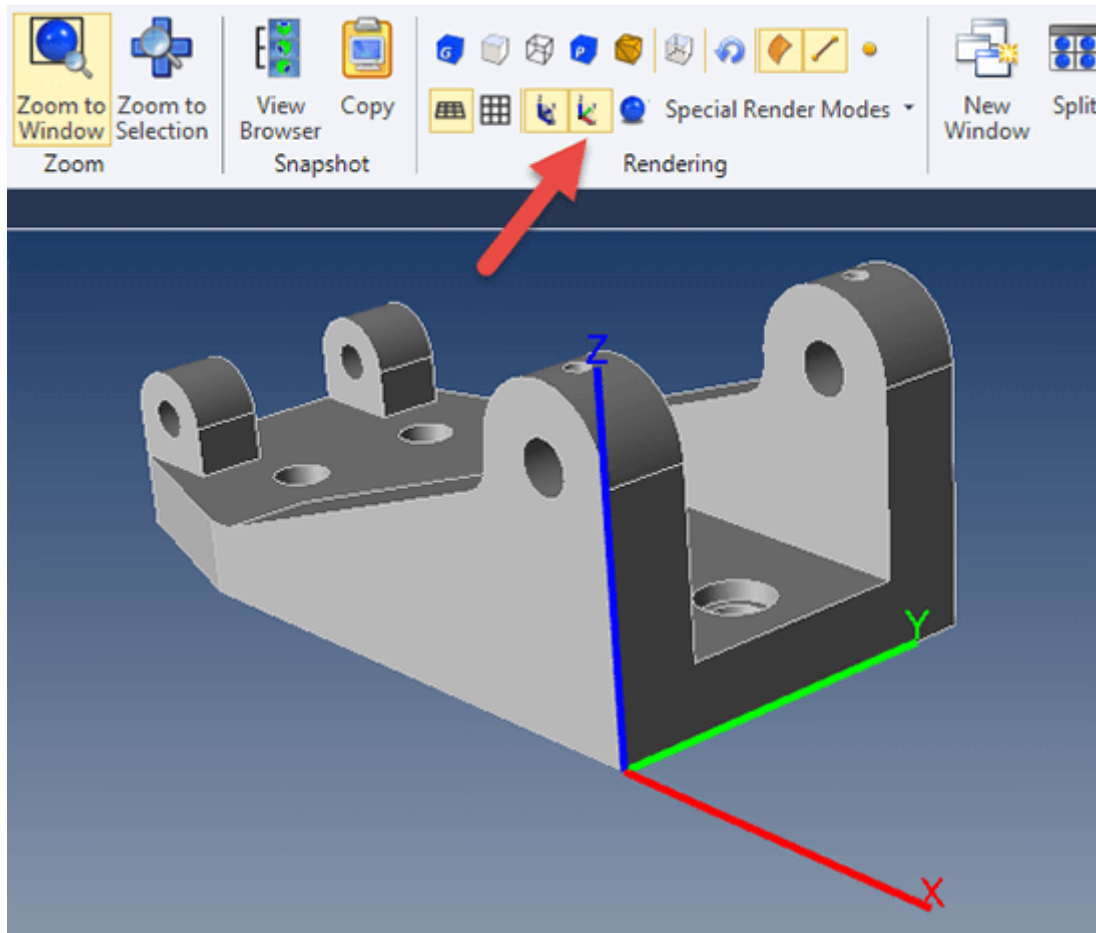 Zoom to
Window
Zoom to
Selection
Zoom
View
Browser
Copy
Snapshot
G
P
Special Render Modes
Rendering
New
Window
Split
Z
Y
X